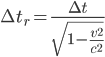 Δt_r = Δt / √(1 − v²/c²)